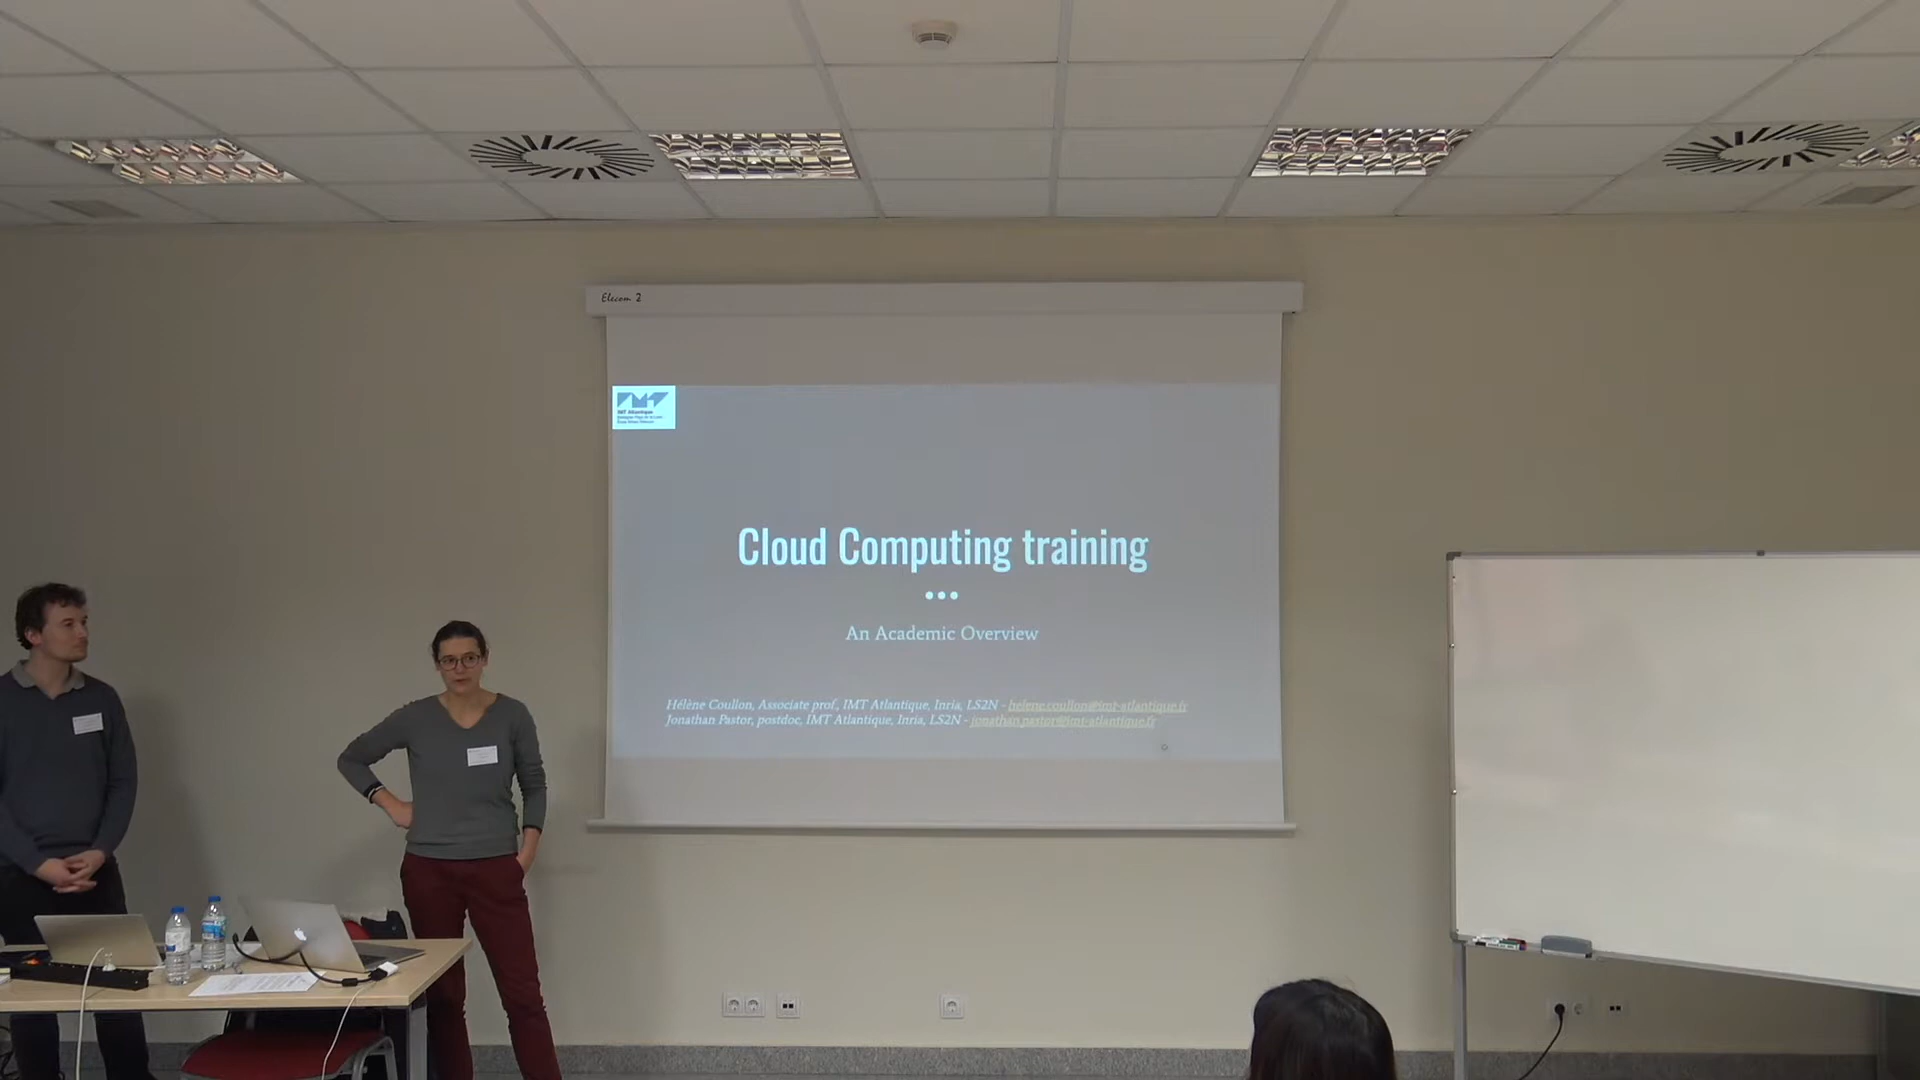 Elecom 2
IMT Atlantique
Cloud Computing training
An Academic Overview
Hélène Coullon, Associate prof., IMT Atlantique, Inria, LS2N - helene.coullon@imt-atlantique.fr
Jonathan Pastor, postdoc, IMT Atlantique, Inria, LS2N - jonathan.pastor@imt-atlantique.fr